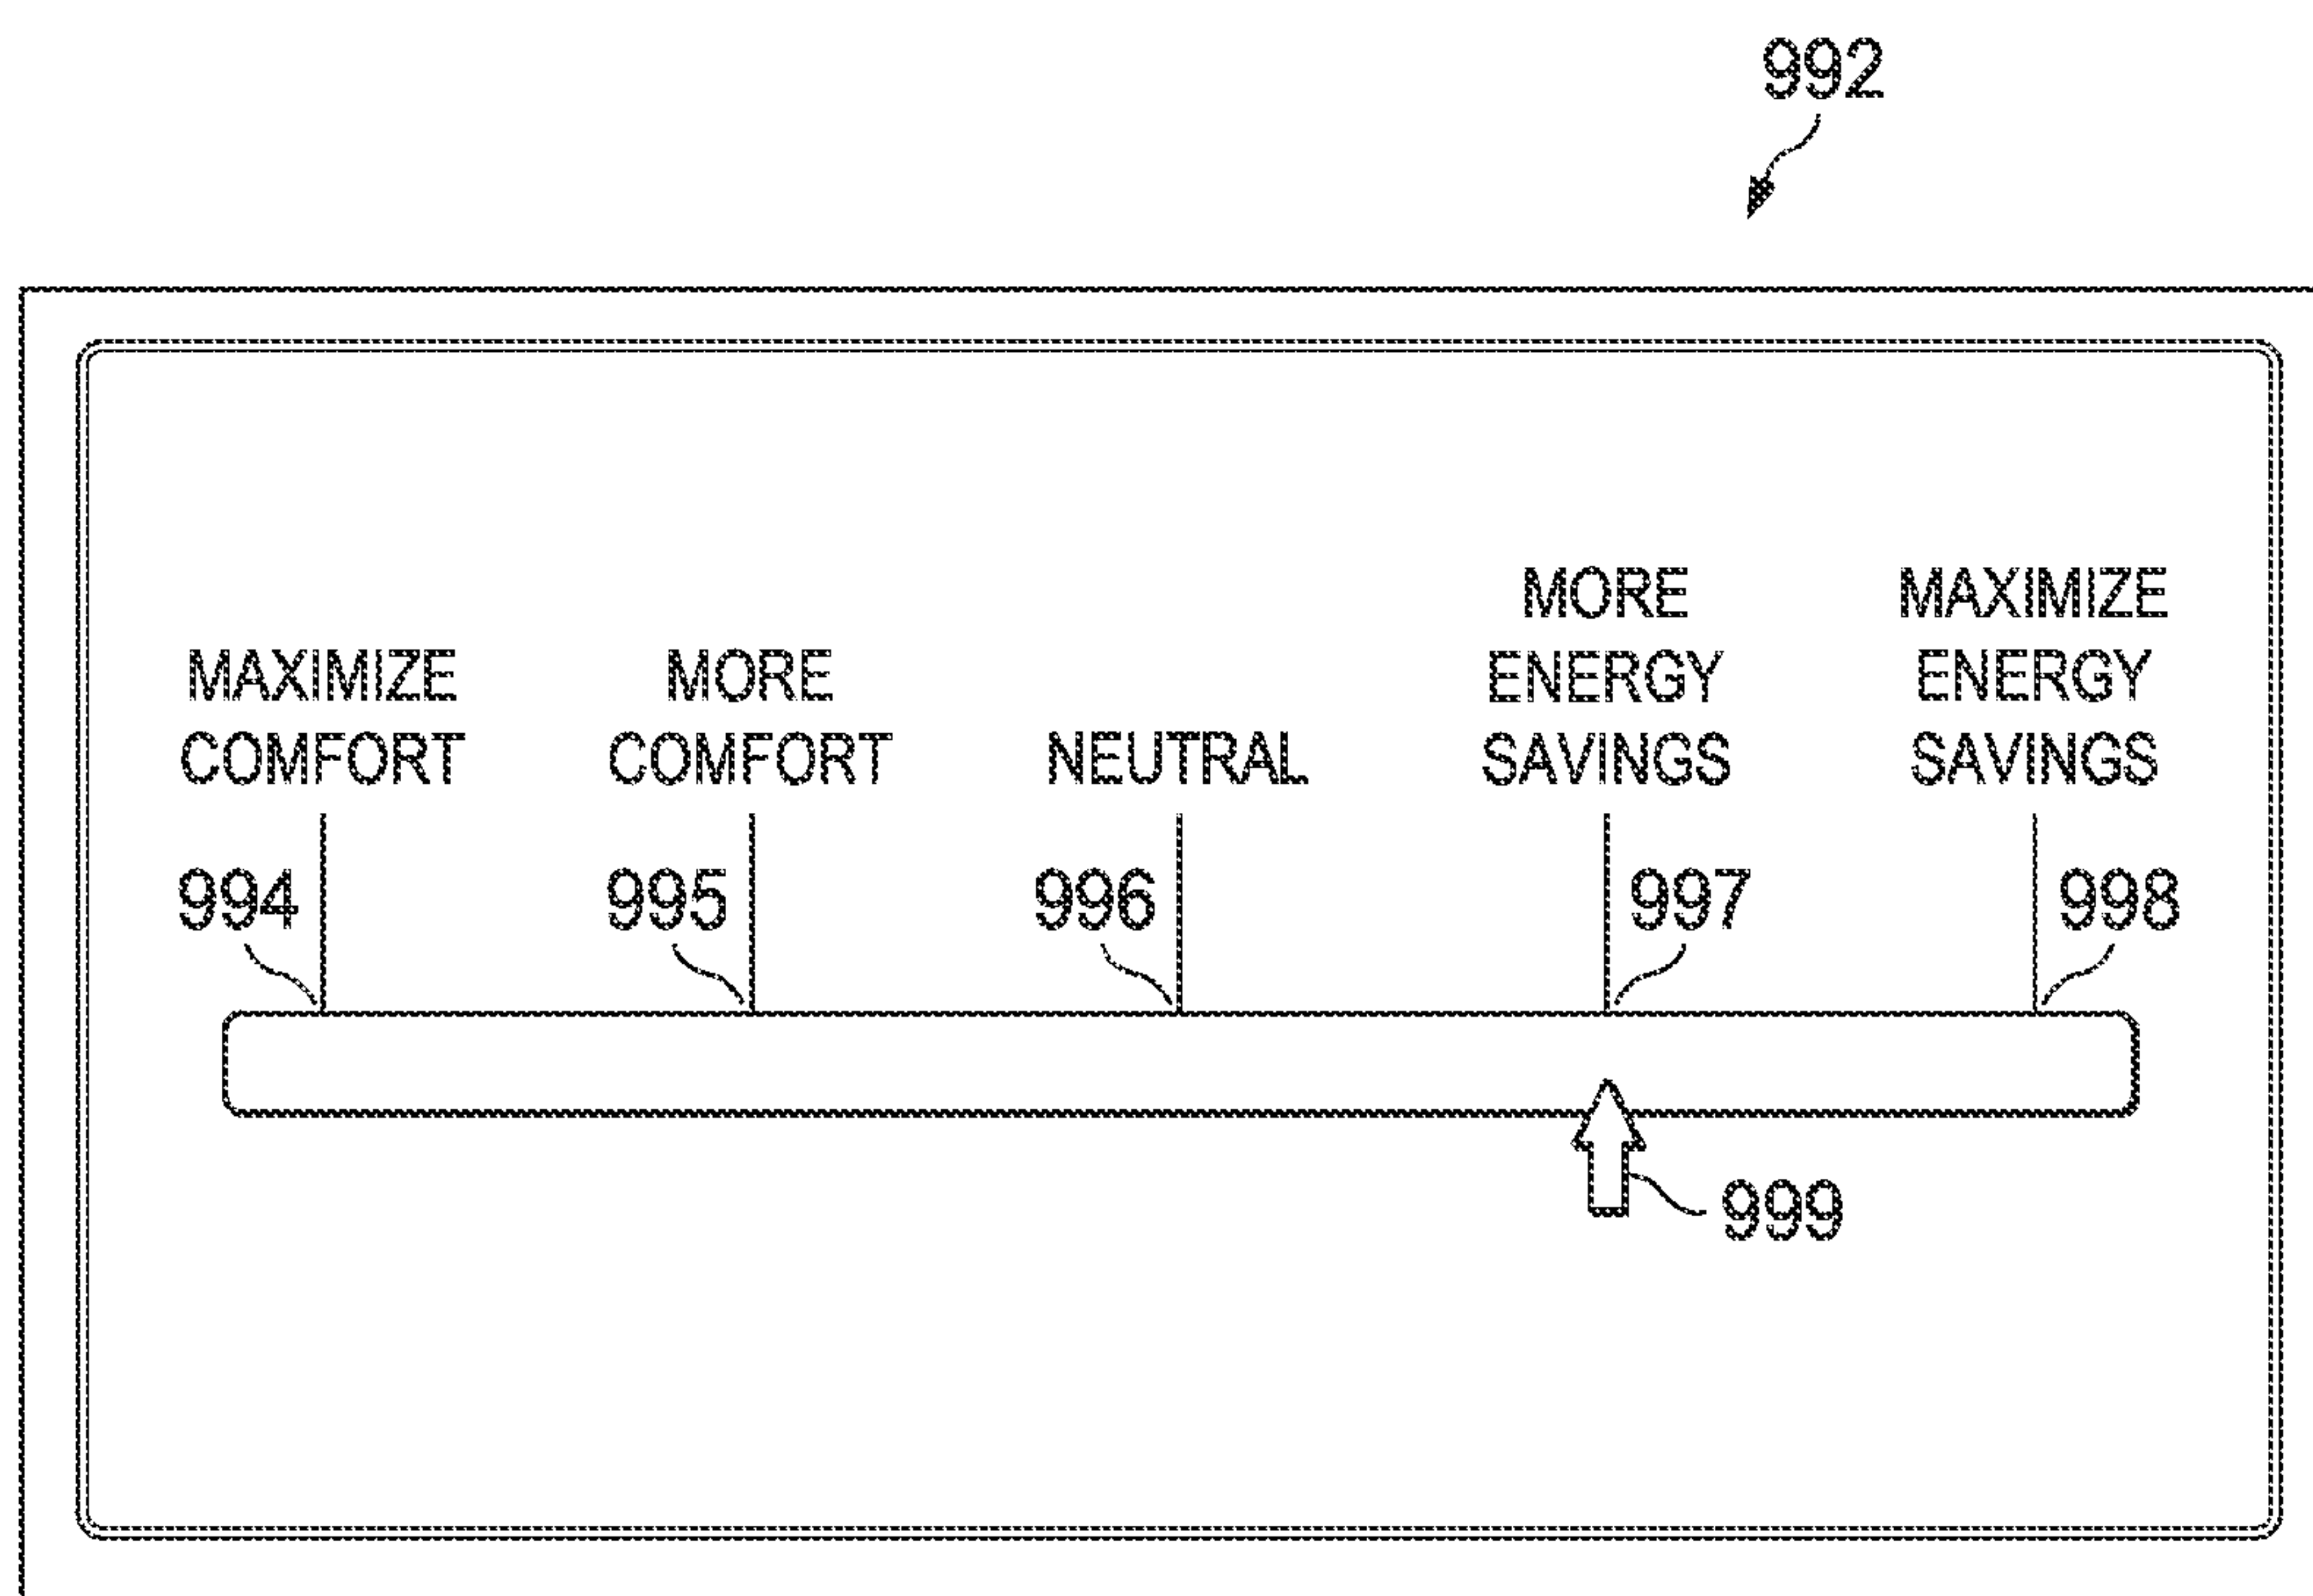 992
MAXIMIZE
COMFORT
MORE
COMFORT
NEUTRAL
MORE
ENERGY
SAVINGS
MAXIMIZE
ENERGY
SAVINGS
994
995
996
997
998
999